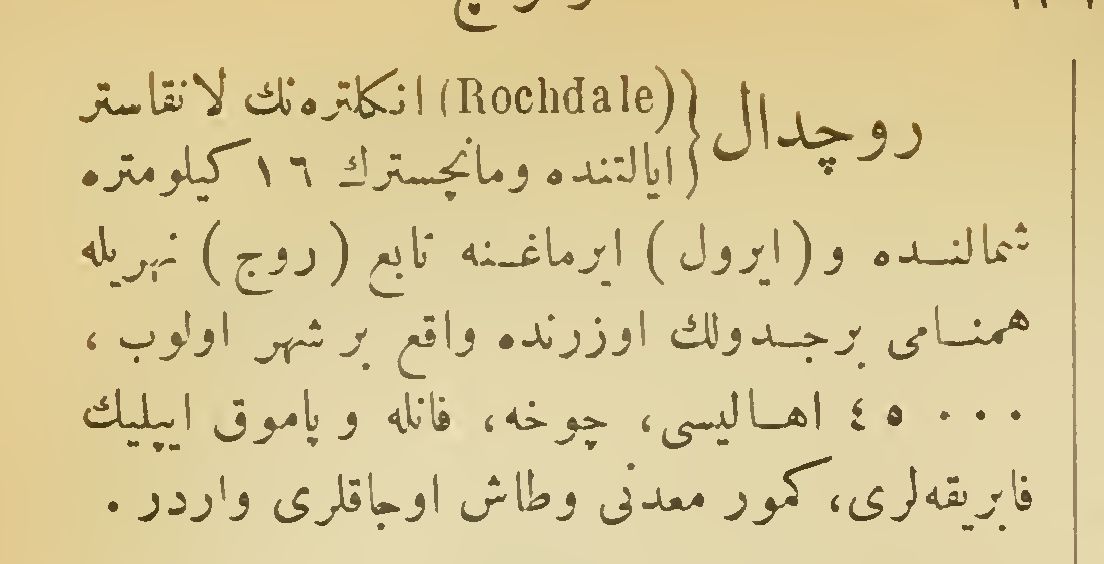 روچدال (Rochdale) انكلتره‌نك لانقاستر
ايالتنده ومانچسترك ١٦ كيلومتره
شمالنده و (ايرول) ايرماغنه تابع (روج) نهريله
همنامى برجدولك اوزرنده واقع بر شهر اولوب،
٤٥٠٠٠ اهاليسى، چوخه، فانله و پاموق ايپليك
فابريقه‌لرى، كمور معدنى وطاش اوجاقلرى واردر.